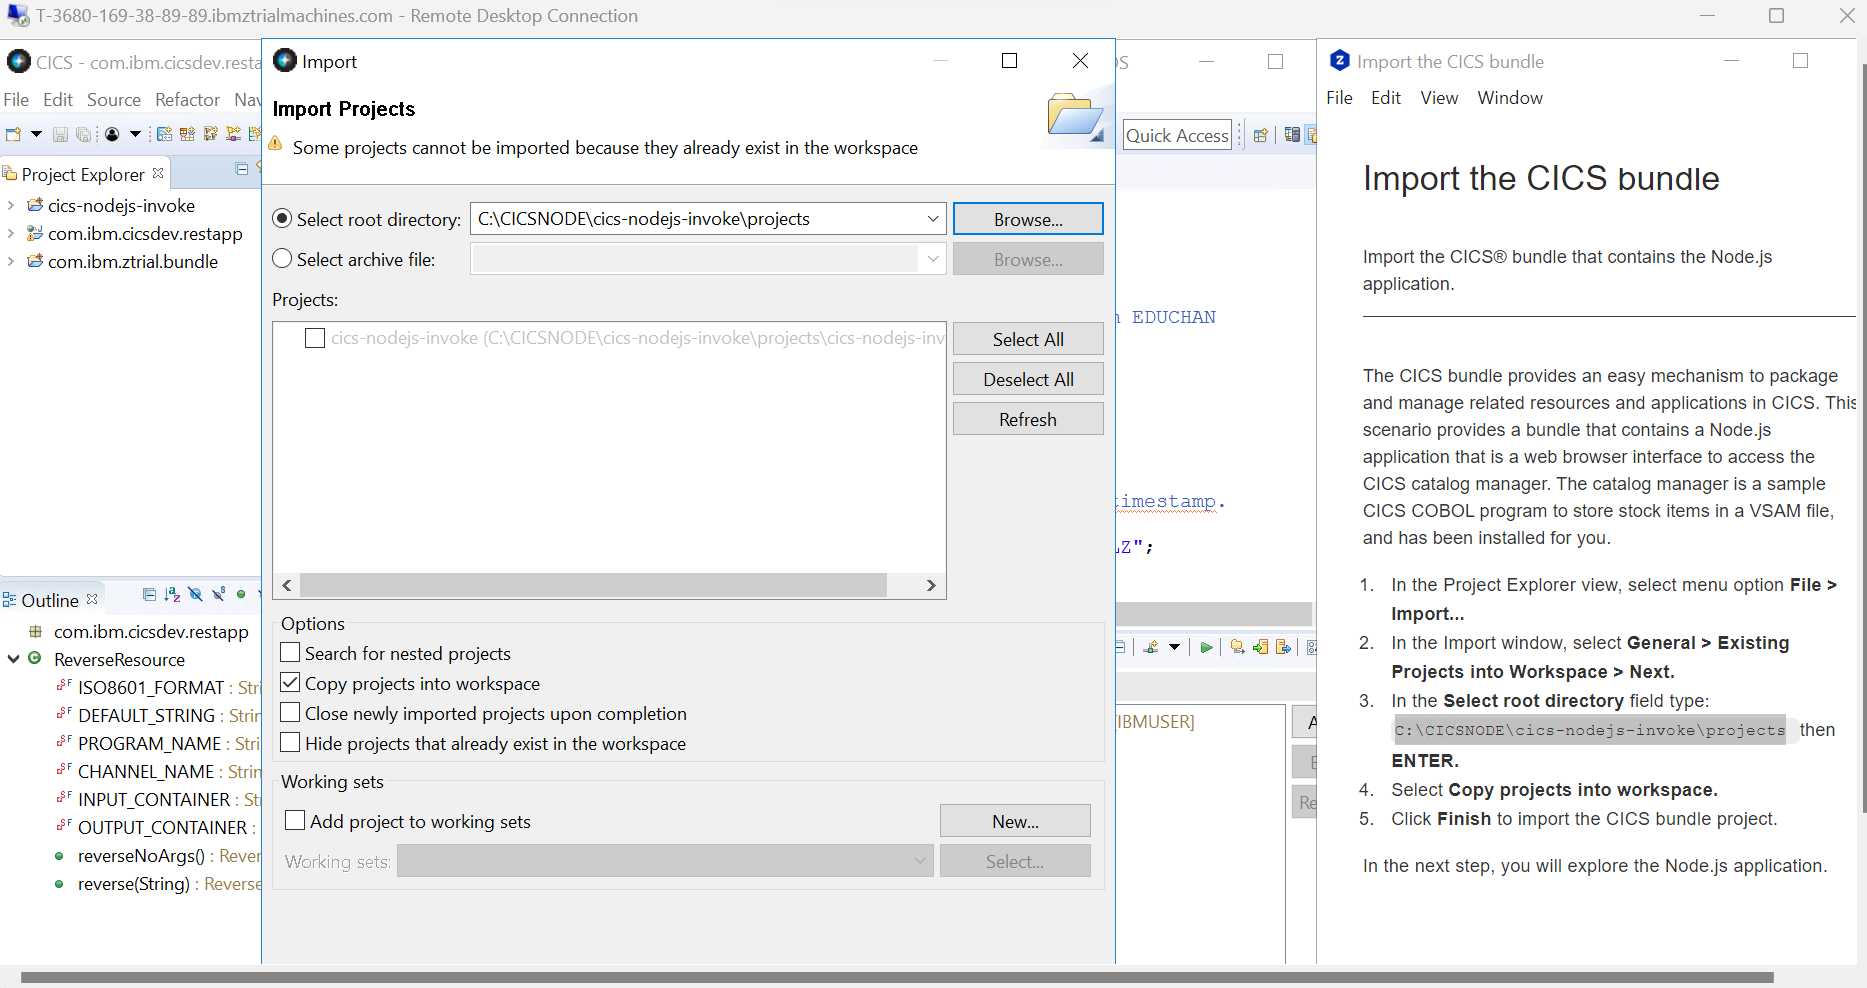 T-3680-169-38-89-89.ibmztrialmachines.com - Remote Desktop Connection
CICS - com.ibm.cicsdev.resta
File Edit Source Refactor Nav
Project Explorer
cics-nodejs-invoke
com.ibm.cicsdev.restapp
com.ibm.ztrial.bundle
Outline
com.ibm.cicsdev.restapp
ReverseResource
ISO8601_FORMAT : Stri
DEFAULT_STRING : Strin
PROGRAM_NAME : Stri
CHANNEL_NAME : Strin
INPUT_CONTAINER : St
OUTPUT_CONTAINER :
reverseNoArgs() : Rever
reverse(String) : Reverse
Import
Import Projects
Some projects cannot be imported because they already exist in the workspace
Select root directory: C:\CICSNODE\cics-nodejs-invoke\projects Browse...
Select archive file: Browse...
Projects:
cics-nodejs-invoke (C:\CICSNODE\cics-nodejs-invoke\projects\cics-nodejs-inv
Select All
Deselect All
Refresh
Options
Search for nested projects
Copy projects into workspace
Close newly imported projects upon completion
Hide projects that already exist in the workspace
Working sets
Add project to working sets New...
Working sets: Select...
OS
Quick Access
EDUCHAN
timestamp.
Z";
[IBMUSER]
A
E
Re
Import the CICS bundle
File Edit View Window
Import the CICS bundle
Import the CICS® bundle that contains the Node.js
application.
The CICS bundle provides an easy mechanism to package
and manage related resources and applications in CICS. This
scenario provides a bundle that contains a Node.js
application that is a web browser interface to access the
CICS catalog manager. The catalog manager is a sample
CICS COBOL program to store stock items in a VSAM file,
and has been installed for you.
1. In the Project Explorer view, select menu option File >
Import...
2. In the Import window, select General > Existing
Projects into Workspace > Next.
3. In the Select root directory field type:
C:\CICSNODE\cics-nodejs-invoke\projects then
ENTER.
4. Select Copy projects into workspace.
5. Click Finish to import the CICS bundle project.
In the next step, you will explore the Node.js application.